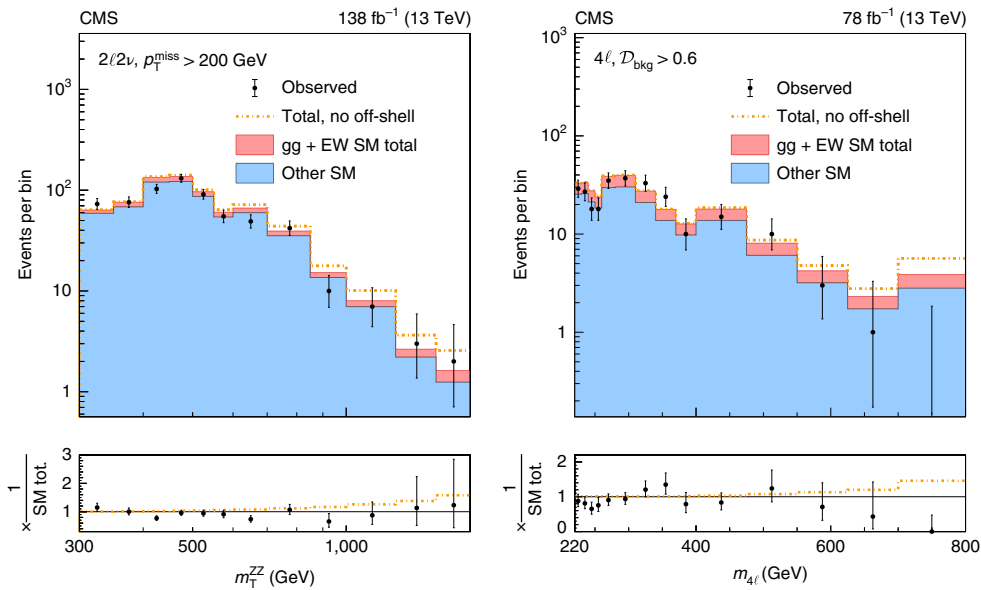 CMS 138 fb⁻¹ (13 TeV)
2ℓ2ν, p_T^miss > 200 GeV
Observed
Total, no off-shell
gg + EW SM total
Other SM
Events per bin
10³
10²
10
1
× 1/SM tot.
3
2
1
300 500 1,000
m_T^ZZ (GeV)
CMS 78 fb⁻¹ (13 TeV)
4ℓ, 𝒟_bkg > 0.6
Observed
Total, no off-shell
gg + EW SM total
Other SM
Events per bin
10³
10²
10
1
× 1/SM tot.
2
1
0
220 400 600 800
m_4ℓ (GeV)